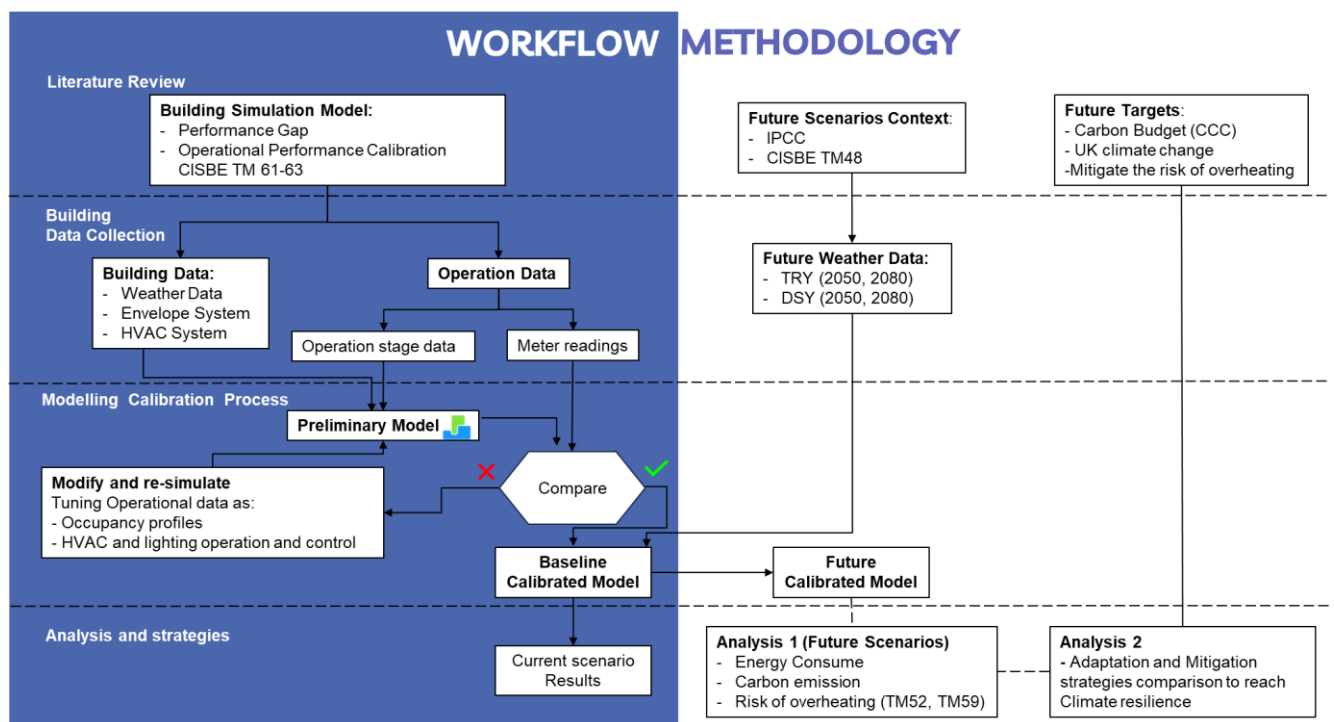 WORKFLOW METHODOLOGY
Literature Review
Building Simulation Model:
- Performance Gap
- Operational Performance Calibration
CISBE TM 61-63
Future Scenarios Context:
- IPCC
- CISBE TM48
Future Targets:
- Carbon Budget (CCC)
- UK climate change
-Mitigate the risk of overheating
Building
Data Collection
Building Data:
- Weather Data
- Envelope System
- HVAC System
Operation Data
Operation stage data
Meter readings
Future Weather Data:
- TRY (2050, 2080)
- DSY (2050, 2080)
Modelling Calibration Process
Preliminary Model
Modify and re-simulate
Tuning Operational data as:
- Occupancy profiles
- HVAC and lighting operation and control
Compare
Baseline
Calibrated Model
Future
Calibrated Model
Analysis and strategies
Current scenario
Results
Analysis 1 (Future Scenarios)
- Energy Consume
- Carbon emission
- Risk of overheating (TM52, TM59)
Analysis 2
- Adaptation and Mitigation
strategies comparison to reach
Climate resilience